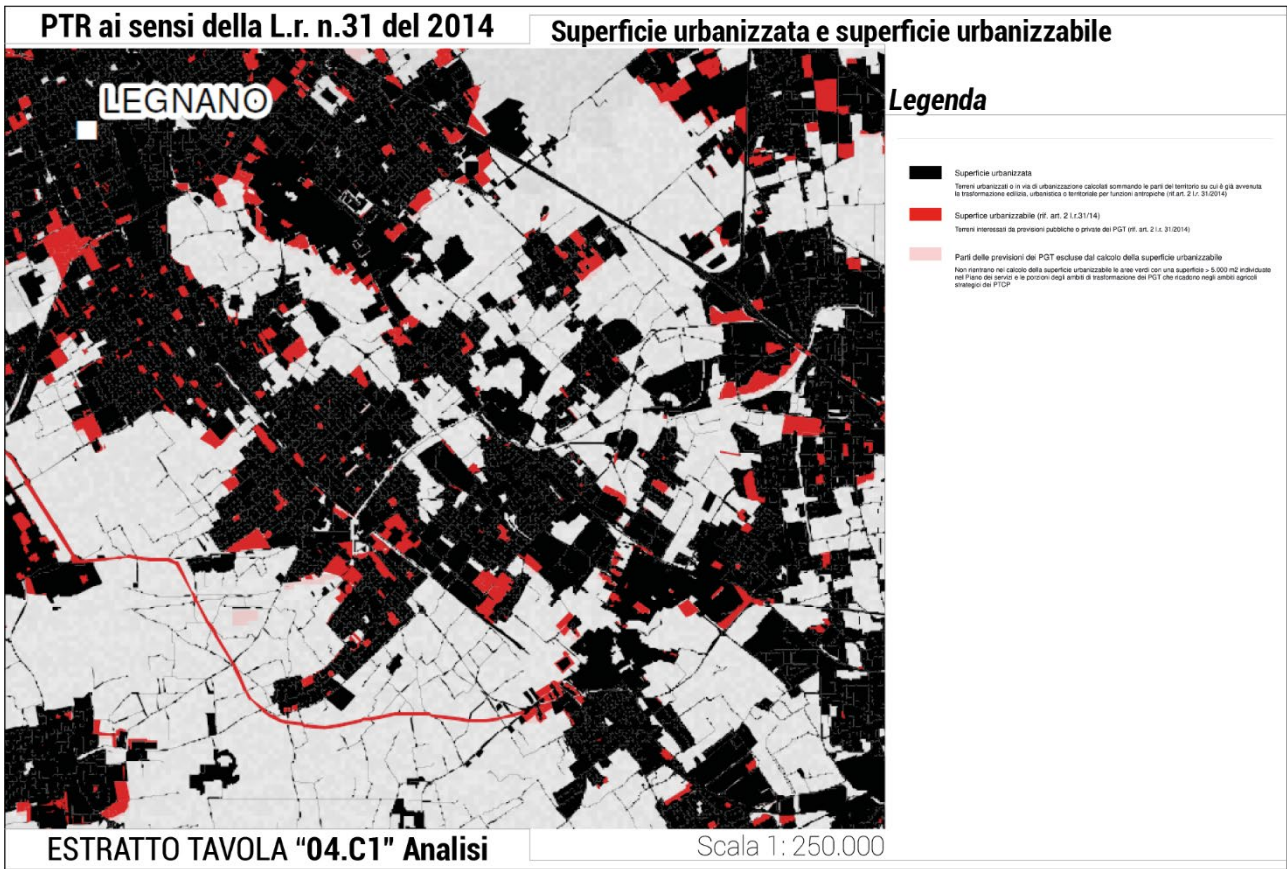 PTR ai sensi della L.r. n.31 del 2014
Superficie urbanizzata e superficie urbanizzabile
LEGNANO
Legenda
Superficie urbanizzata
Terreni urbanizzati o in via di urbanizzazione calcolati sommando le parti del territorio su cui è già avvenuta
la trasformazione edilizia, urbanistica o territoriale per funzioni antropiche (rif.art. 2 l.r. 31/2014)
Superfice urbanizzabile (rif. art. 2 l.r.31/14)
Terreni interessati da previsioni pubbliche o private dei PGT (rif. art. 2 l.r. 31/2014)
Parti delle previsioni dei PGT escluse dal calcolo della superficie urbanizzabile
Non rientrano nel calcolo della superficie urbanizzabile le aree verdi con una superficie > 5.000 m2 individuate
nel Piano dei servizi e le porzioni degli ambiti di trasformazione dei PGT che ricadono negli ambiti agricoli
strategici dei PTCP
ESTRATTO TAVOLA "04.C1" Analisi
Scala 1: 250.000